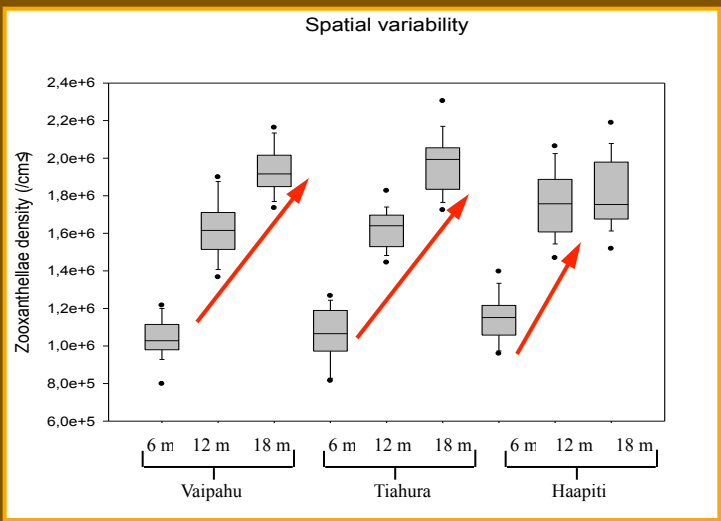 Spatial variability
Zooxanthellae density (/cm²)
2,4e+6
2,2e+6
2,0e+6
1,8e+6
1,6e+6
1,4e+6
1,2e+6
1,0e+6
8,0e+5
6,0e+5
6 m 12 m 18 m 6 m 12 m 18 m 6 m 12 m 18 m
Vaipahu Tiahura Haapiti